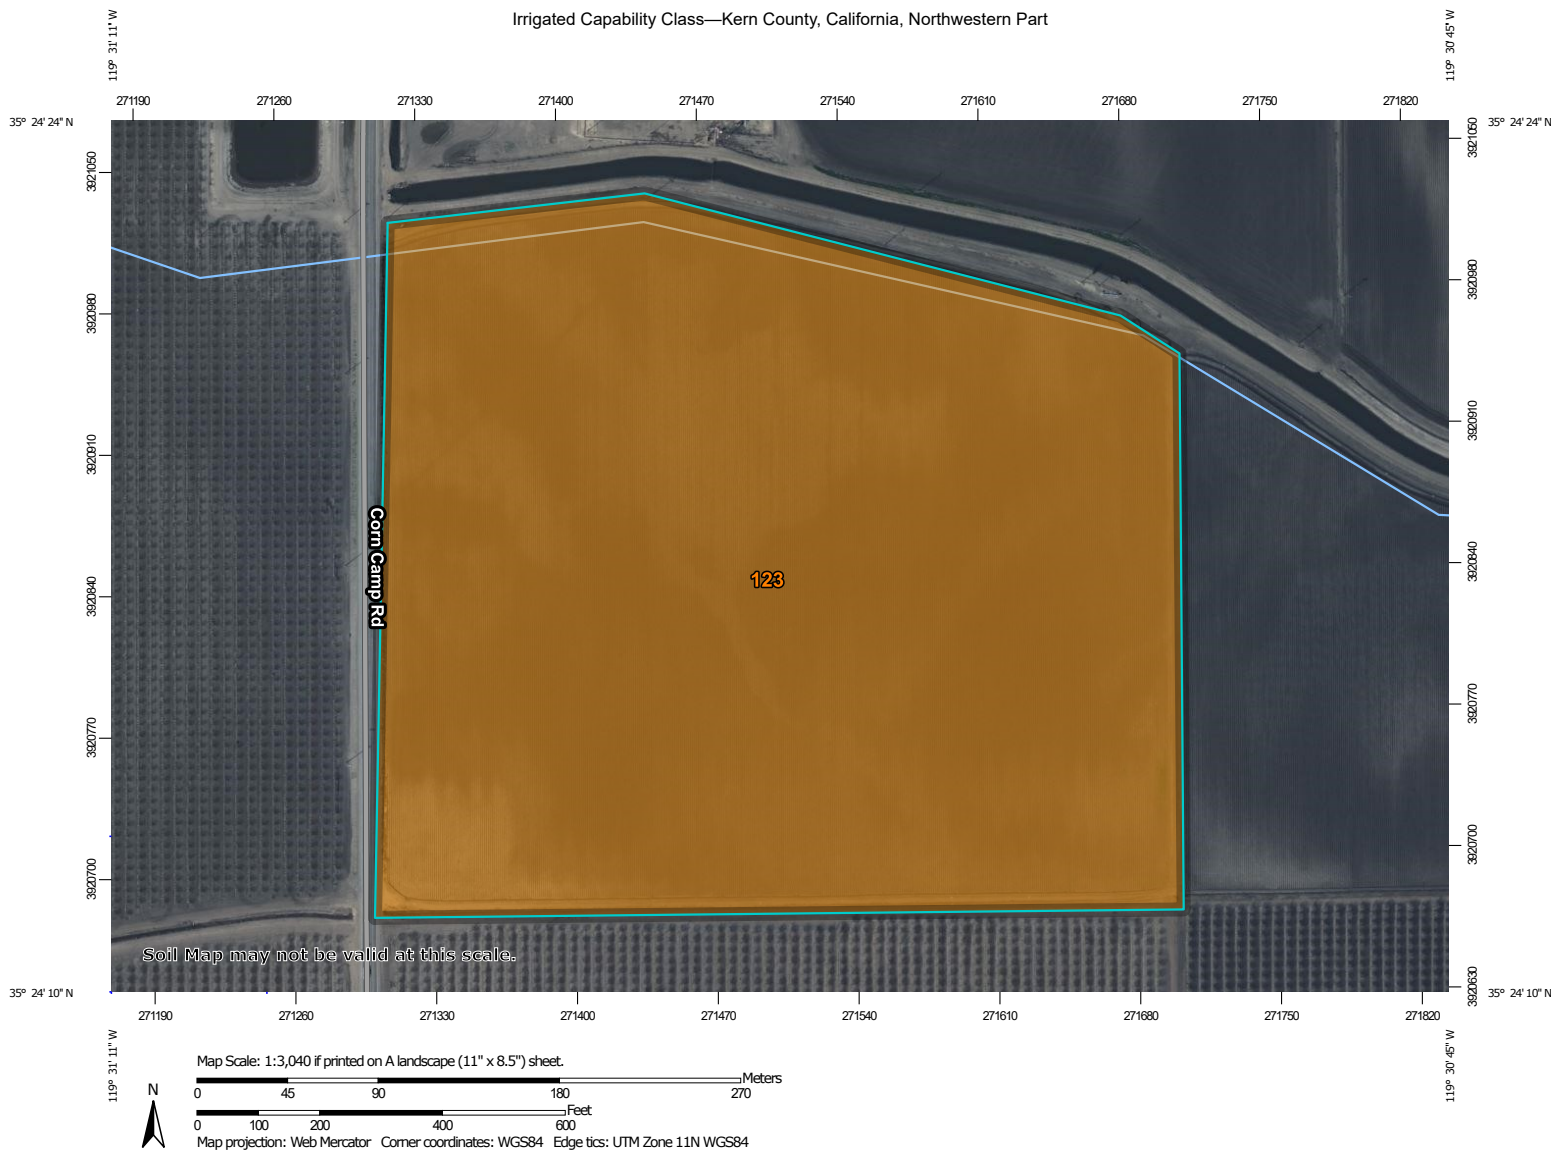 Irrigated Capability Class—Kern County, California, Northwestern Part
119° 31' 11" W
119° 30' 45" W
271190 271260 271330 271400 271470 271540 271610 271680 271750 271820
35° 24' 24" N
35° 24' 24" N
3921050
3920980
3920910
3920840
3920770
3920700
3921050
3920980
3920910
3920840
3920770
3920700
3920630
Corn Camp Rd
123
Soil Map may not be valid at this scale.
35° 24' 10" N
35° 24' 10" N
271190 271260 271330 271400 271470 271540 271610 271680 271750 271820
119° 31' 11" W
119° 30' 45" W
Map Scale: 1:3,040 if printed on A landscape (11" x 8.5") sheet.
Meters
0 45 90 180 270
Feet
0 100 200 400 600
Map projection: Web Mercator Corner coordinates: WGS84 Edge tics: UTM Zone 11N WGS84
N